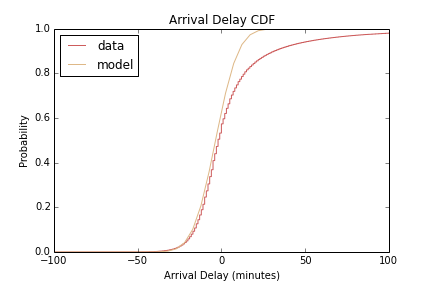 Arrival Delay CDF
1.0
data
model
0.8
0.6
Probability
0.4
0.2
0.0
−100 −50 0 50 100
Arrival Delay (minutes)